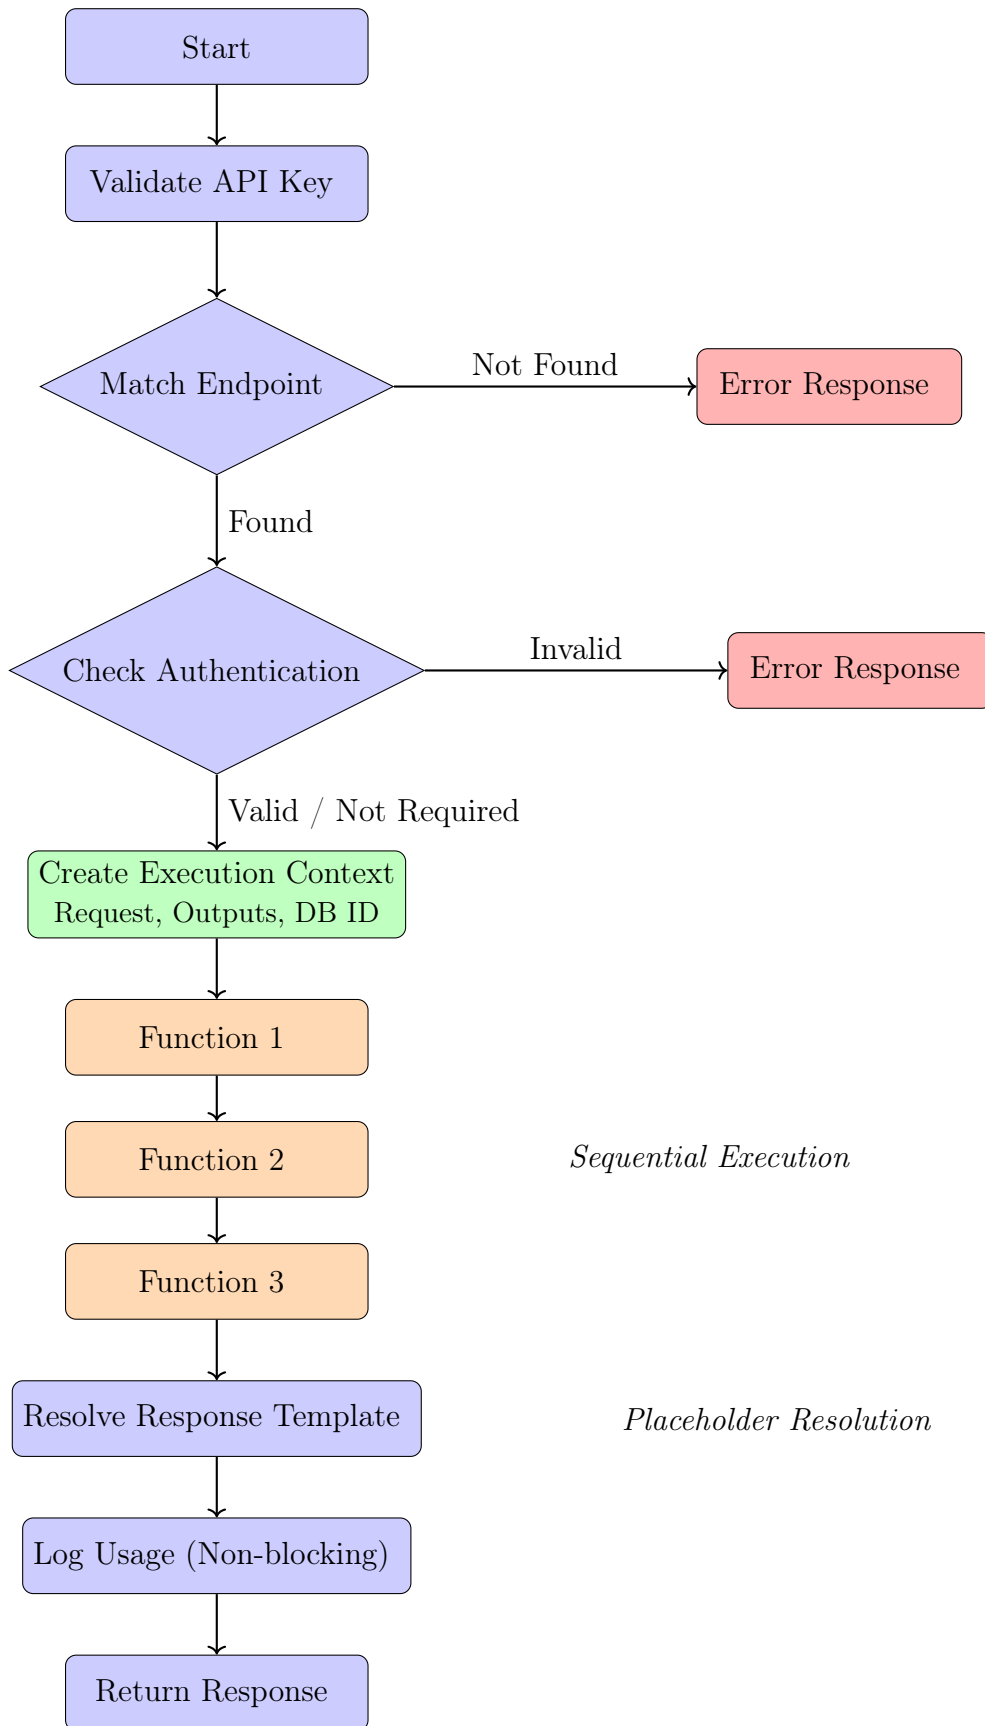 Start
Validate API Key
Match Endpoint
Not Found
Error Response
Found
Check Authentication
Invalid
Error Response
Valid / Not Required
Create Execution Context
Request, Outputs, DB ID
Function 1
Function 2
Sequential Execution
Function 3
Resolve Response Template
Placeholder Resolution
Log Usage (Non-blocking)
Return Response